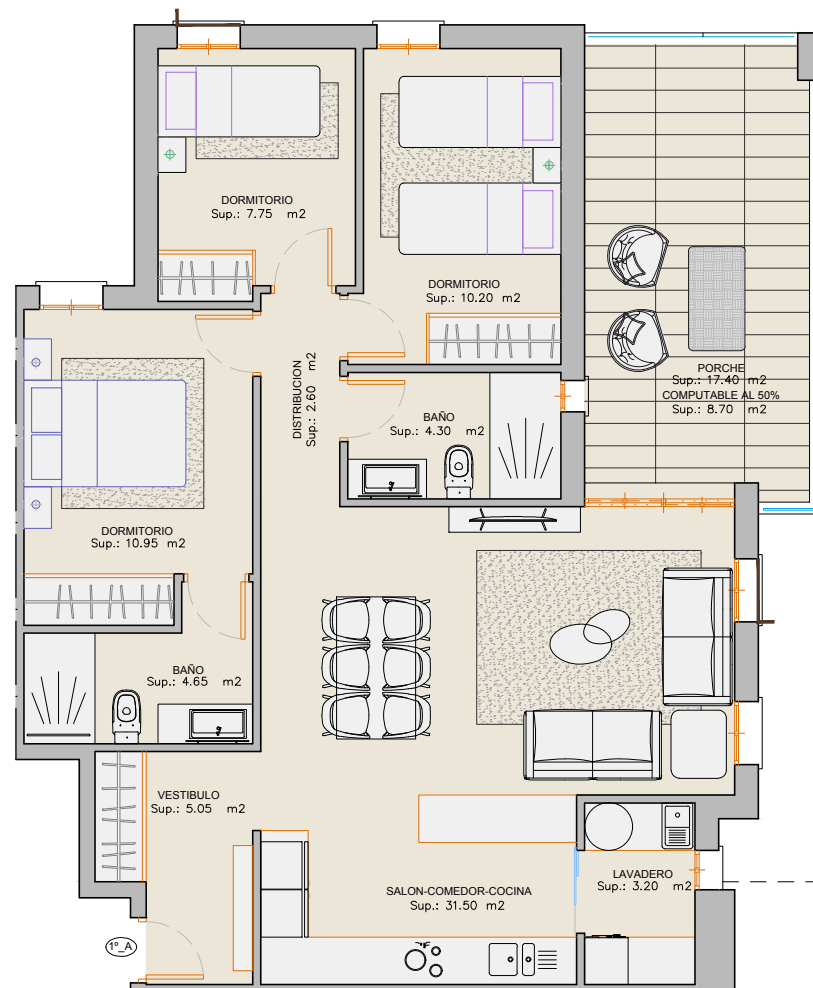 DORMITORIO
Sup.: 7.75 m2
DORMITORIO
Sup.: 10.20 m2
DISTRIBUCION
Sup.: 2.60 m2
PORCHE
Sup.: 17.40 m2
COMPUTABLE AL 50%
Sup.: 8.70 m2
BAÑO
Sup.: 4.30 m2
DORMITORIO
Sup.: 10.95 m2
BAÑO
Sup.: 4.65 m2
VESTIBULO
Sup.: 5.05 m2
SALON-COMEDOR-COCINA
Sup.: 31.50 m2
LAVADERO
Sup.: 3.20 m2
1º_A